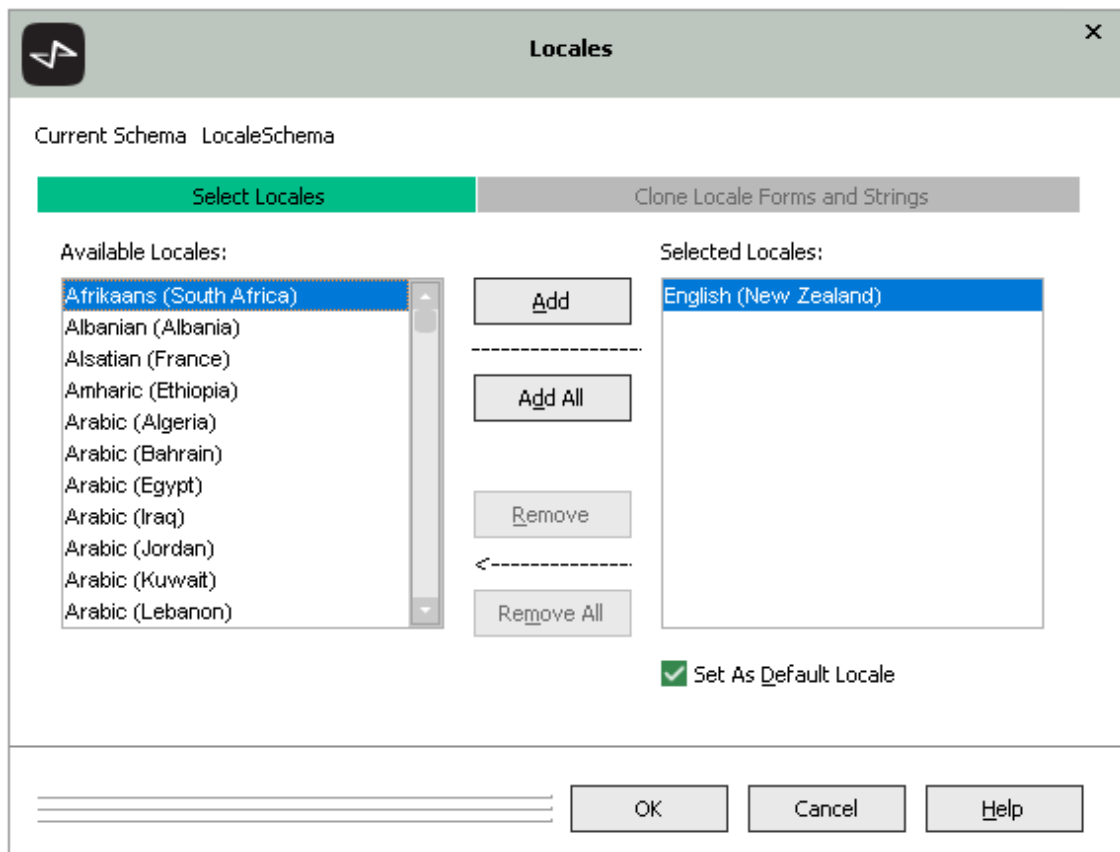 Locales
Current Schema LocaleSchema
Select Locales
Clone Locale Forms and Strings
Available Locales:
Afrikaans (South Africa)
Albanian (Albania)
Alsatian (France)
Amharic (Ethiopia)
Arabic (Algeria)
Arabic (Bahrain)
Arabic (Egypt)
Arabic (Iraq)
Arabic (Jordan)
Arabic (Kuwait)
Arabic (Lebanon)
Add
Add All
Remove
<---------------
Remove All
Selected Locales:
English (New Zealand)
Set As Default Locale
OK
Cancel
Help